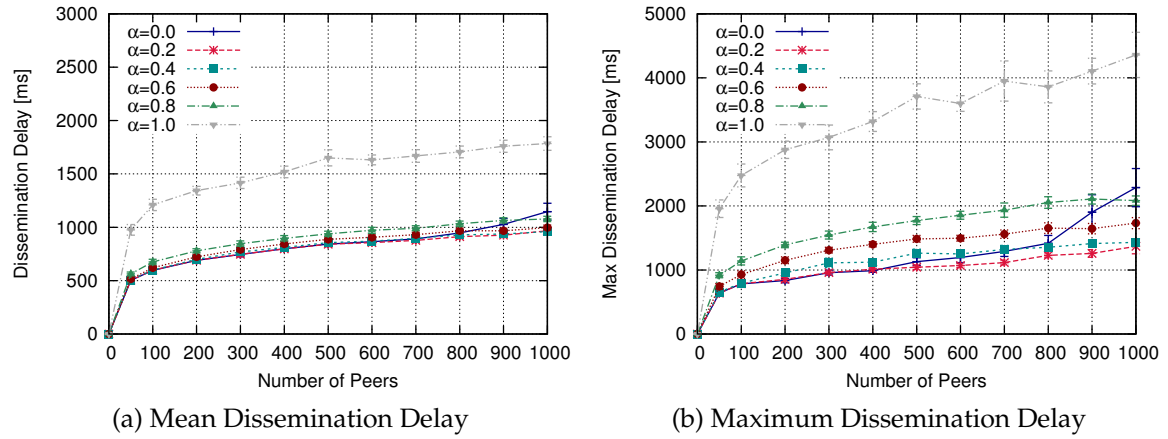 3000
2500
2000
1500
1000
500
0
Dissemination Delay [ms]
α=0.0
α=0.2
α=0.4
α=0.6
α=0.8
α=1.0
0 100 200 300 400 500 600 700 800 900 1000
Number of Peers
(a) Mean Dissemination Delay
5000
4000
3000
2000
1000
0
Max Dissemination Delay [ms]
α=0.0
α=0.2
α=0.4
α=0.6
α=0.8
α=1.0
0 100 200 300 400 500 600 700 800 900 1000
Number of Peers
(b) Maximum Dissemination Delay